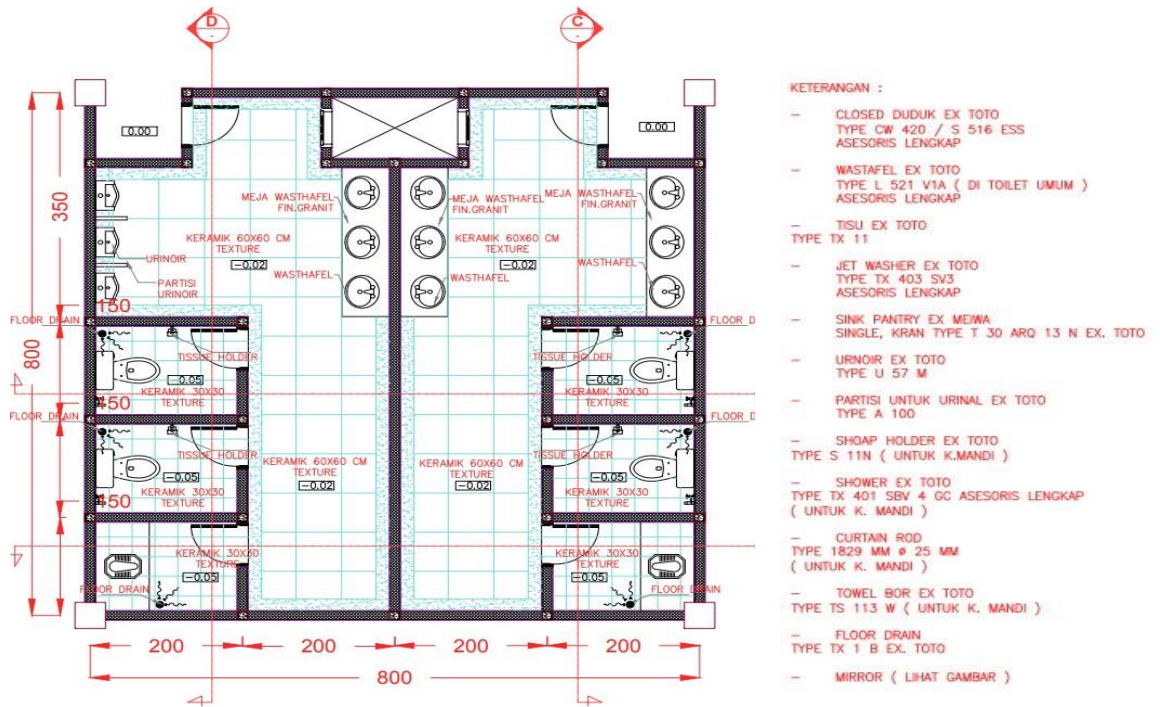 D
-
C
-
0.00
0.00
350
800
150
150
150
MEJA WASTHAFEL
FIN.GRANIT
MEJA WASTHAFEL
FIN.GRANIT
MEJA WASTHAFEL
FIN.GRANIT
KERAMIK 60X60 CM
TEXTURE
-0.02
KERAMIK 60X60 CM
TEXTURE
-0.02
URINOIR
PARTISI
URINOIR
WASTHAFEL
WASTHAFEL
WASTHAFEL
FLOOR DRAIN
FLOOR D
TISSUE HOLDER
TISSUE HOLDER
-0.05
-0.05
KERAMIK 30X30
TEXTURE
KERAMIK 30X30
TEXTURE
FLOOR DRAIN
FLOOR D
TISSUE HOLDER
TISSUE HOLDER
KERAMIK 60X60 CM
TEXTURE
-0.02
KERAMIK 60X60 CM
TEXTURE
-0.02
-0.05
-0.05
KERAMIK 30X30
TEXTURE
KERAMIK 30X30
TEXTURE
KERAMIK 30X30
TEXTURE
-0.05
KERAMIK 30X30
TEXTURE
-0.05
FLOOR DRAIN
FLOOR DRAIN
200
200
200
200
800
KETERANGAN :
- CLOSED DUDUK EX TOTO
TYPE CW 420 / S 516 ESS
ASESORIS LENGKAP
- WASTAFEL EX TOTO
TYPE L 521 V1A ( DI TOILET UMUM )
ASESORIS LENGKAP
- TISU EX TOTO
TYPE TX 11
- JET WASHER EX TOTO
TYPE TX 403 SV3
ASESORIS LENGKAP
- SINK PANTRY EX MEIWA
SINGLE, KRAN TYPE T 30 ARQ 13 N EX. TOTO
- URNOIR EX TOTO
TYPE U 57 M
- PARTISI UNTUK URINAL EX TOTO
TYPE A 100
- SHOAP HOLDER EX TOTO
TYPE S 11N ( UNTUK K.MANDI )
- SHOWER EX TOTO
TYPE TX 401 SBV 4 GC ASESORIS LENGKAP
( UNTUK K. MANDI )
- CURTAIN ROD
TYPE 1829 MM ø 25 MM
( UNTUK K. MANDI )
- TOWEL BOR EX TOTO
TYPE TS 113 W ( UNTUK K. MANDI )
- FLOOR DRAIN
TYPE TX 1 B EX. TOTO
- MIRROR ( LIHAT GAMBAR )